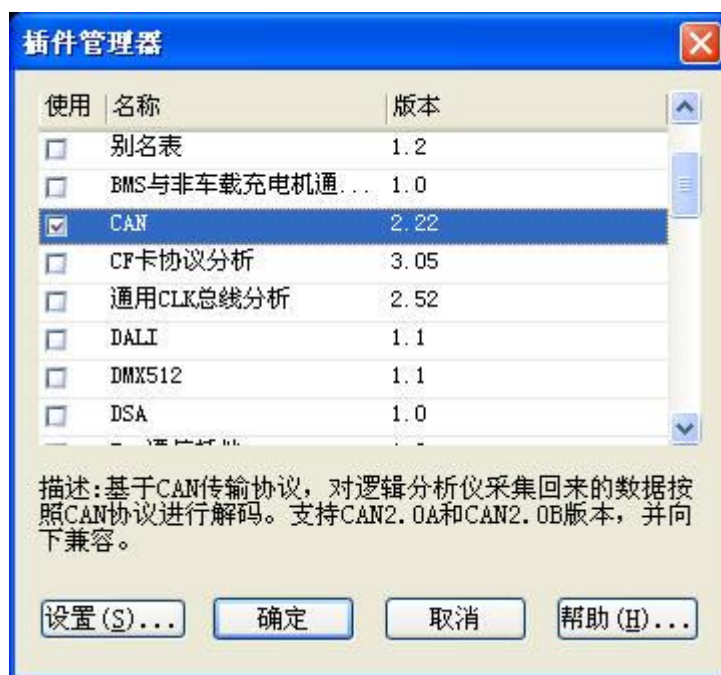 插件管理器
使用 名称 版本
别名表 1.2
BMS与非车载充电机通... 1.0
CAN 2.22
CF卡协议分析 3.05
通用CLK总线分析 2.52
DALI 1.1
DMX512 1.1
DSA 1.0
描述:基于CAN传输协议，对逻辑分析仪采集回来的数据按
照CAN协议进行解码。支持CAN2.0A和CAN2.0B版本，并向
下兼容。
设置(S)... 确定 取消 帮助(H)...